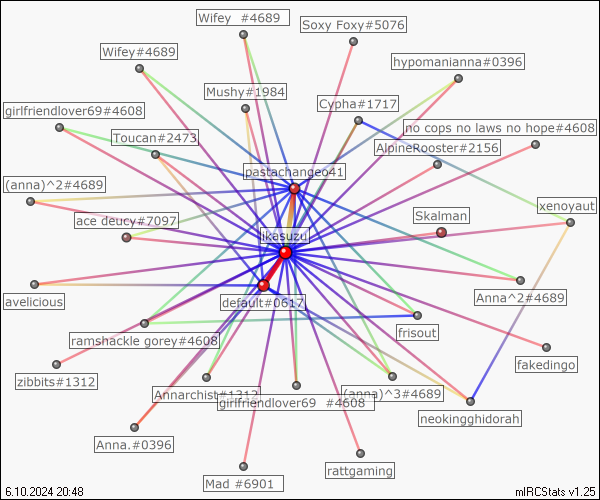 Wifey  #4689
Soxy Foxy#5076
Wifey#4689
hypomanianna#0396
Mushy#1984
Cypha#1717
girlfriendlover69#4608
no cops no laws no hope#4608
Toucan#2473
AlpineRooster#2156
pastachangeo41
(anna)^2#4689
xenoyaut
ace deucy#7097
Skalman
ikasuzu
Anna^2#4689
avelicious
default#0617
frisout
ramshackle gorey#4608
fakedingo
zibbits#1312
Annarchist#1312
(anna)^3#4689
girlfriendlover69  #4608
neokingghidorah
Anna.#0396
rattgaming
Mad #6901
6.10.2024 20:48
mIRCStats v1.25